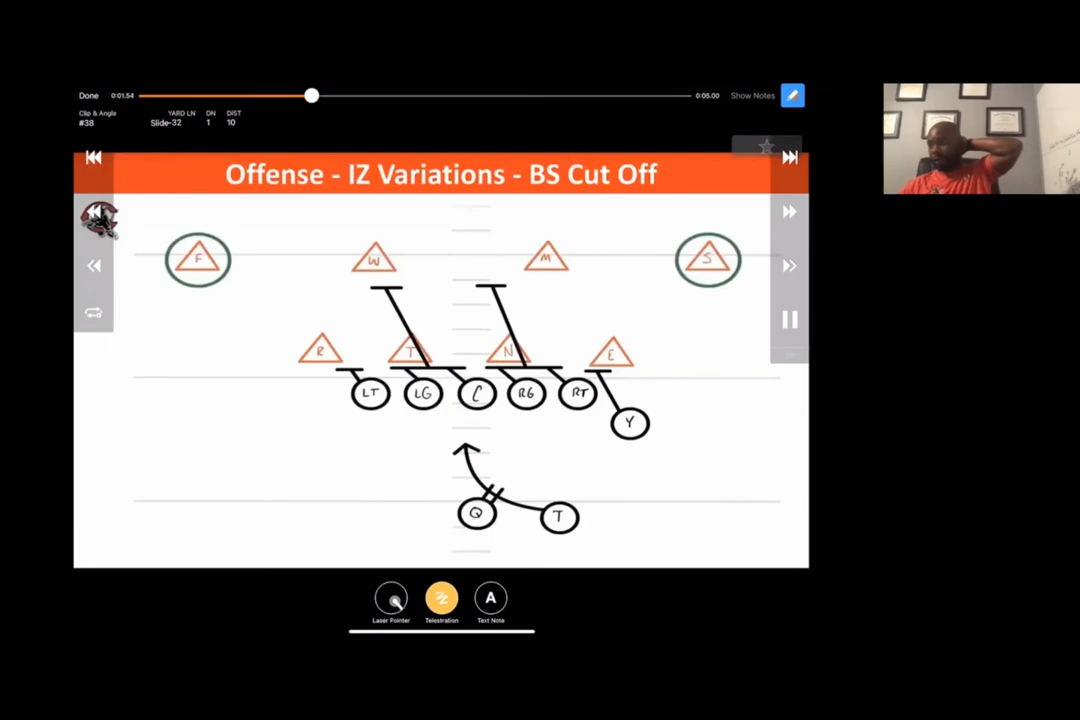 Done 0:01.54 0:05.00 Show Notes
Clip & Angle YARD LN DN DIST
#38 Slide-32 1 10
Offense - IZ Variations - BS Cut Off
F W M S
R T N E
LT LG C RG RT
Y
Q T
A
Laser Pointer Telestration Text Note